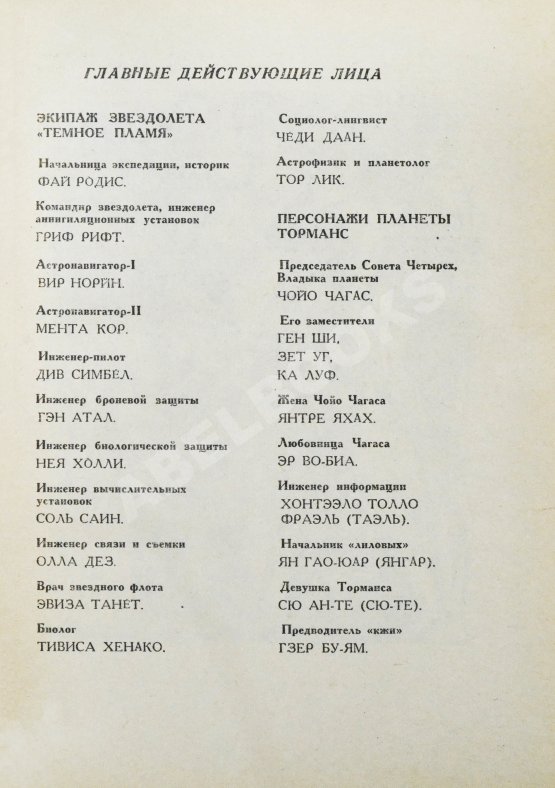 ГЛАВНЫЕ ДЕЙСТВУЮЩИЕ ЛИЦА
ЭКИПАЖ ЗВЕЗДОЛЕТА
«ТЕМНОЕ ПЛАМЯ»
Начальница экспедиции, историк
ФАЙ РОДИС.
Командир звездолета, инженер
аннигиляционных установок
ГРИФ РИФТ.
Астронавигатор-I
ВИР НОРИН.
Астронавигатор-II
МЕНТА КОР.
Инженер-пилот
ДИВ СИМБЕЛ.
Инженер броневой защиты
ГЭН АТАЛ.
Инженер биологической защиты
НЕЯ ХОЛЛИ.
Инженер вычислительных
установок
СОЛЬ САИН.
Инженер связи и съемки
ОЛЛА ДЕЗ.
Врач звездного флота
ЭВИЗА ТАНЕТ.
Биолог
ТИВИСА ХЕНАКО.
Социолог-лингвист
ЧЕДИ ДААН.
Астрофизик и планетолог
ТОР ЛИК.
ПЕРСОНАЖИ ПЛАНЕТЫ
ТОРМАНС
Председатель Совета Четырех,
Владыка планеты
ЧОЙО ЧАГАС.
Его заместители
ГЕН ШИ,
ЗЕТ УГ,
КА ЛУФ.
Жена Чойо Чагаса
ЯНТРЕ ЯХАХ.
Любовница Чагаса
ЭР ВО-БИА.
Инженер информации
ХОНТЭЭЛО ТОЛЛО
ФРАЭЛЬ (ТАЭЛЬ).
Начальник «лиловых»
ЯН ГАО-ЮАР (ЯНГАР).
Девушка Торманса
СЮ АН-ТЕ (СЮ-ТЕ).
Предводитель «кжи»
ГЗЕР БУ-ЯМ.
ABELBOOKS